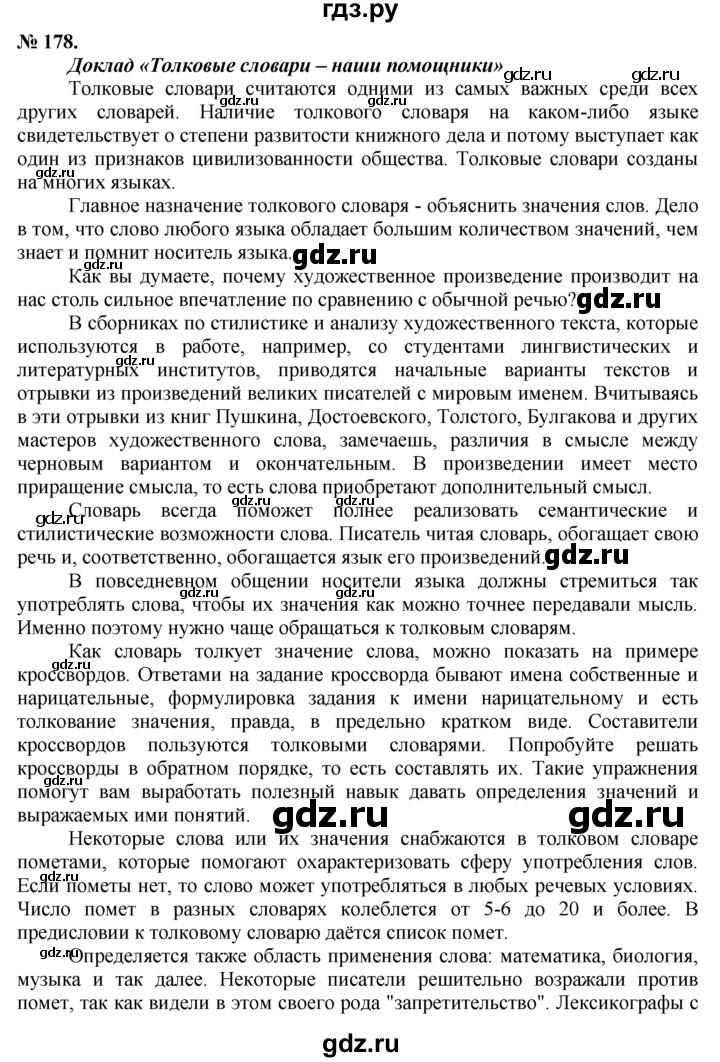 гдз.ру
№ 178.
Доклад «Толковые словари – наши помощники»
Толковые словари считаются одними из самых важных среди всех
других словарей. Наличие толкового словаря на каком-либо языке
свидетельствует о степени развитости книжного дела и потому выступает как
один из признаков цивилизованности общества. Толковые словари созданы
на многих языках.
Главное назначение толкового словаря - объяснить значения слов. Дело
в том, что слово любого языка обладает большим количеством значений, чем
знает и помнит носитель языка.
Как вы думаете, почему художественное произведение производит на
нас столь сильное впечатление по сравнению с обычной речью?
В сборниках по стилистике и анализу художественного текста, которые
используются в работе, например, со студентами лингвистических и
литературных институтов, приводятся начальные варианты текстов и
отрывки из произведений великих писателей с мировым именем. Вчитываясь
в эти отрывки из книг Пушкина, Достоевского, Толстого, Булгакова и других
мастеров художественного слова, замечаешь, различия в смысле между
черновым вариантом и окончательным. В произведении имеет место
приращение смысла, то есть слова приобретают дополнительный смысл.
Словарь всегда поможет полнее реализовать семантические и
стилистические возможности слова. Писатель читая словарь, обогащает свою
речь и, соответственно, обогащается язык его произведений.
В повседневном общении носители языка должны стремиться так
употреблять слова, чтобы их значения как можно точнее передавали мысль.
Именно поэтому нужно чаще обращаться к толковым словарям.
Как словарь толкует значение слова, можно показать на примере
кроссвордов. Ответами на задание кроссворда бывают имена собственные и
нарицательные, формулировка задания к имени нарицательному и есть
толкование значения, правда, в предельно кратком виде. Составители
кроссвордов пользуются толковыми словарями. Попробуйте решать
кроссворды в обратном порядке, то есть составлять их. Такие упражнения
помогут вам выработать полезный навык давать определения значений и
выражаемых ими понятий.
Некоторые слова или их значения снабжаются в толковом словаре
пометами, которые помогают охарактеризовать сферу употребления слов.
Если пометы нет, то слово может употребляться в любых речевых условиях.
Число помет в разных словарях колеблется от 5-6 до 20 и более. В
предисловии к толковому словарю даётся список помет.
Определяется также область применения слова: математика, биология,
музыка и так далее. Некоторые писатели решительно возражали против
помет, так как видели в этом своего рода "запретительство". Лексикографы с
gdz.ru